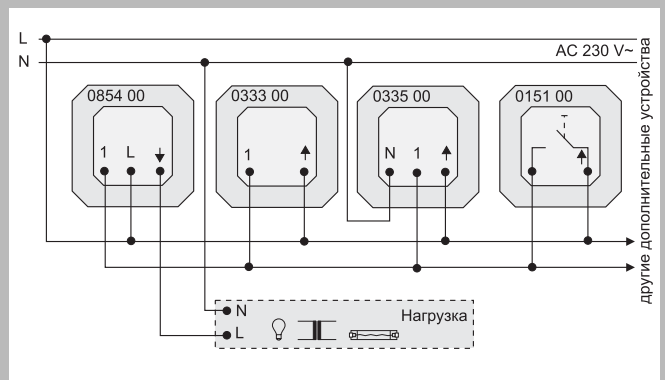 L
N
AC 230 V~
0854 00
0333 00
0335 00
0151 00
1 L
1
N 1
другие дополнительные устройства
N
L
Нагрузка